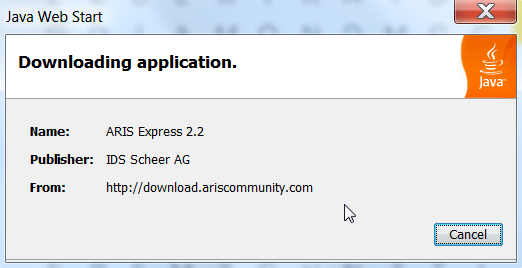 Java Web Start
Downloading application.
Java
Name: ARIS Express 2.2
Publisher: IDS Scheer AG
From: http://download.ariscommunity.com
Cancel